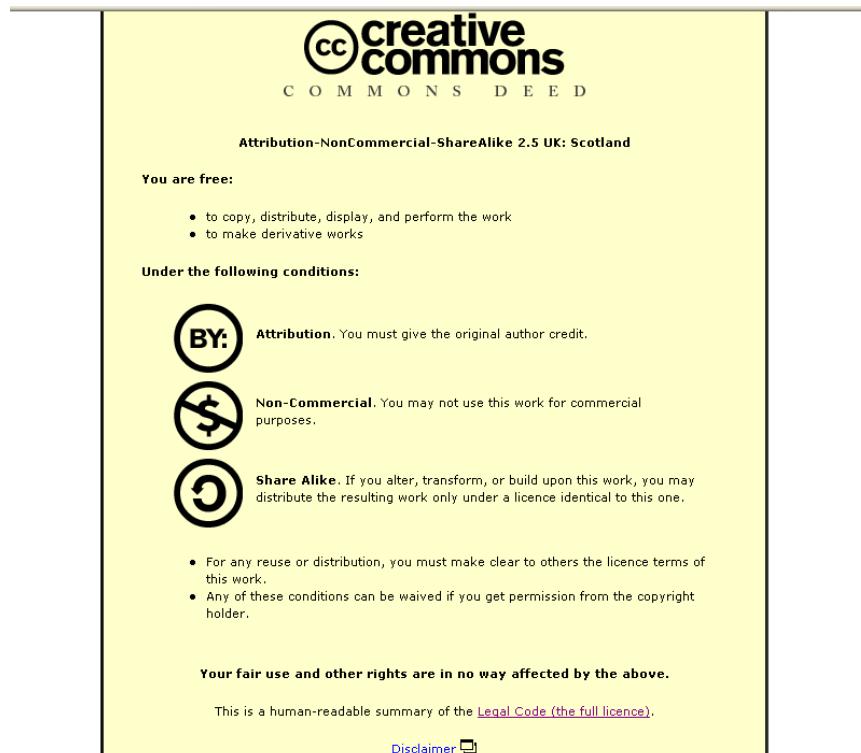 cc creative
commons
COMMONS DEED
Attribution-NonCommercial-ShareAlike 2.5 UK: Scotland
You are free:
• to copy, distribute, display, and perform the work
• to make derivative works
Under the following conditions:
BY:
Attribution. You must give the original author credit.
$
Non-Commercial. You may not use this work for commercial
purposes.
Share Alike. If you alter, transform, or build upon this work, you may
distribute the resulting work only under a licence identical to this one.
• For any reuse or distribution, you must make clear to others the licence terms of
this work.
• Any of these conditions can be waived if you get permission from the copyright
holder.
Your fair use and other rights are in no way affected by the above.
This is a human-readable summary of the Legal Code (the full licence).
Disclaimer